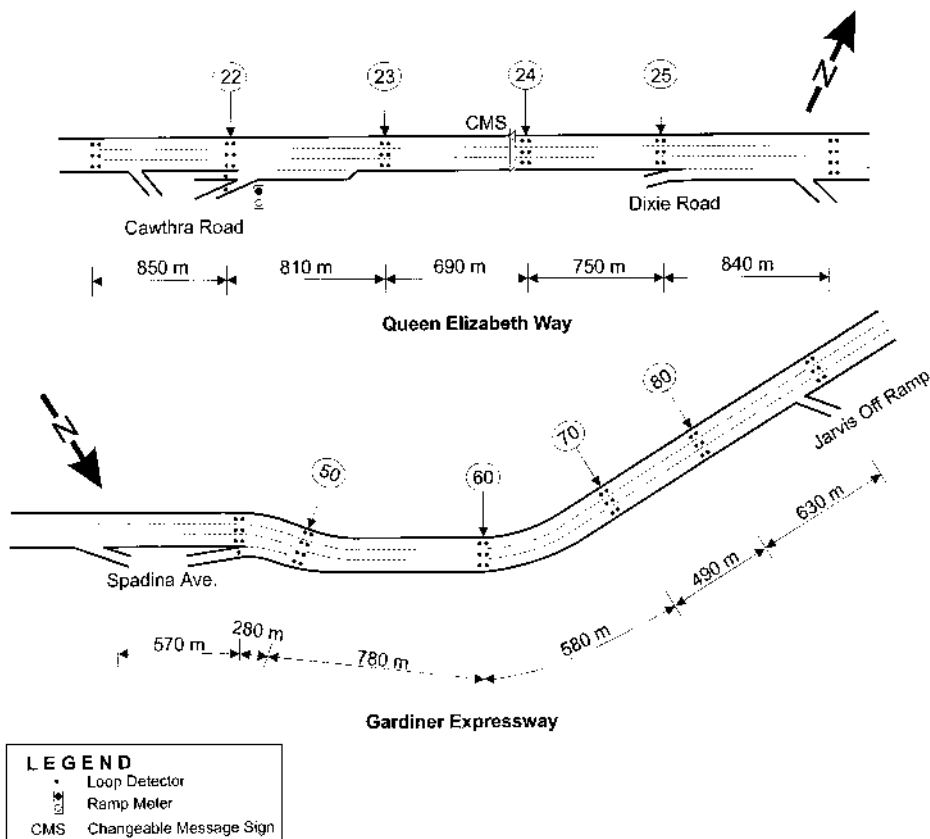 22
23
24
25
CMS
N
Cawthra Road
Dixie Road
850 m
810 m
690 m
750 m
840 m
Queen Elizabeth Way
N
50
60
70
80
Jarvis Off Ramp
Spadina Ave.
570 m
280 m
780 m
580 m
490 m
630 m
Gardiner Expressway
LEGEND
Loop Detector
Ramp Meter
CMS Changeable Message Sign